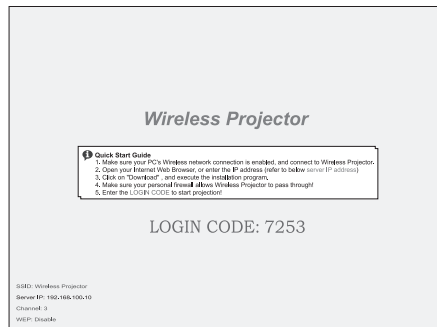 Wireless Projector
Quick Start Guide
1. Make sure your PC's Wireless network connection is enabled, and connect to Wireless Projector.
2. Open your Internet Web Browser, or enter the IP address (refer to below server IP address)
3. Click on "Download" , and execute the installation program.
4. Make sure your personal firewall allows Wireless Projector to pass through!
5. Enter the LOGIN CODE to start projection!
LOGIN CODE: 7253
SSID: Wireless Projector
Server IP: 192.168.100.10
Channel: 3
WEP: Disable